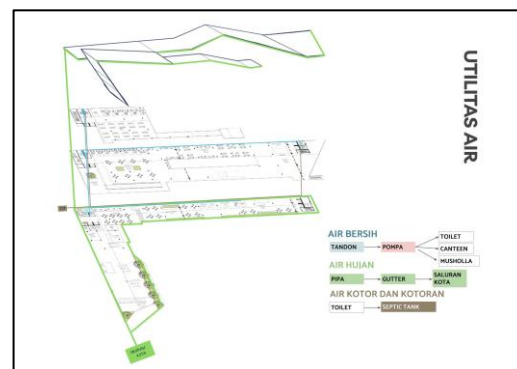 UTILITAS AIR
AIR BERSIH
TANDON
POMPA
TOILET
CANTEEN
MUSHOLLA
AIR HUJAN
PIPA
GUTTER
SALURAN
KOTA
AIR KOTOR DAN KOTORAN
TOILET
SEPTIC TANK
KOTA